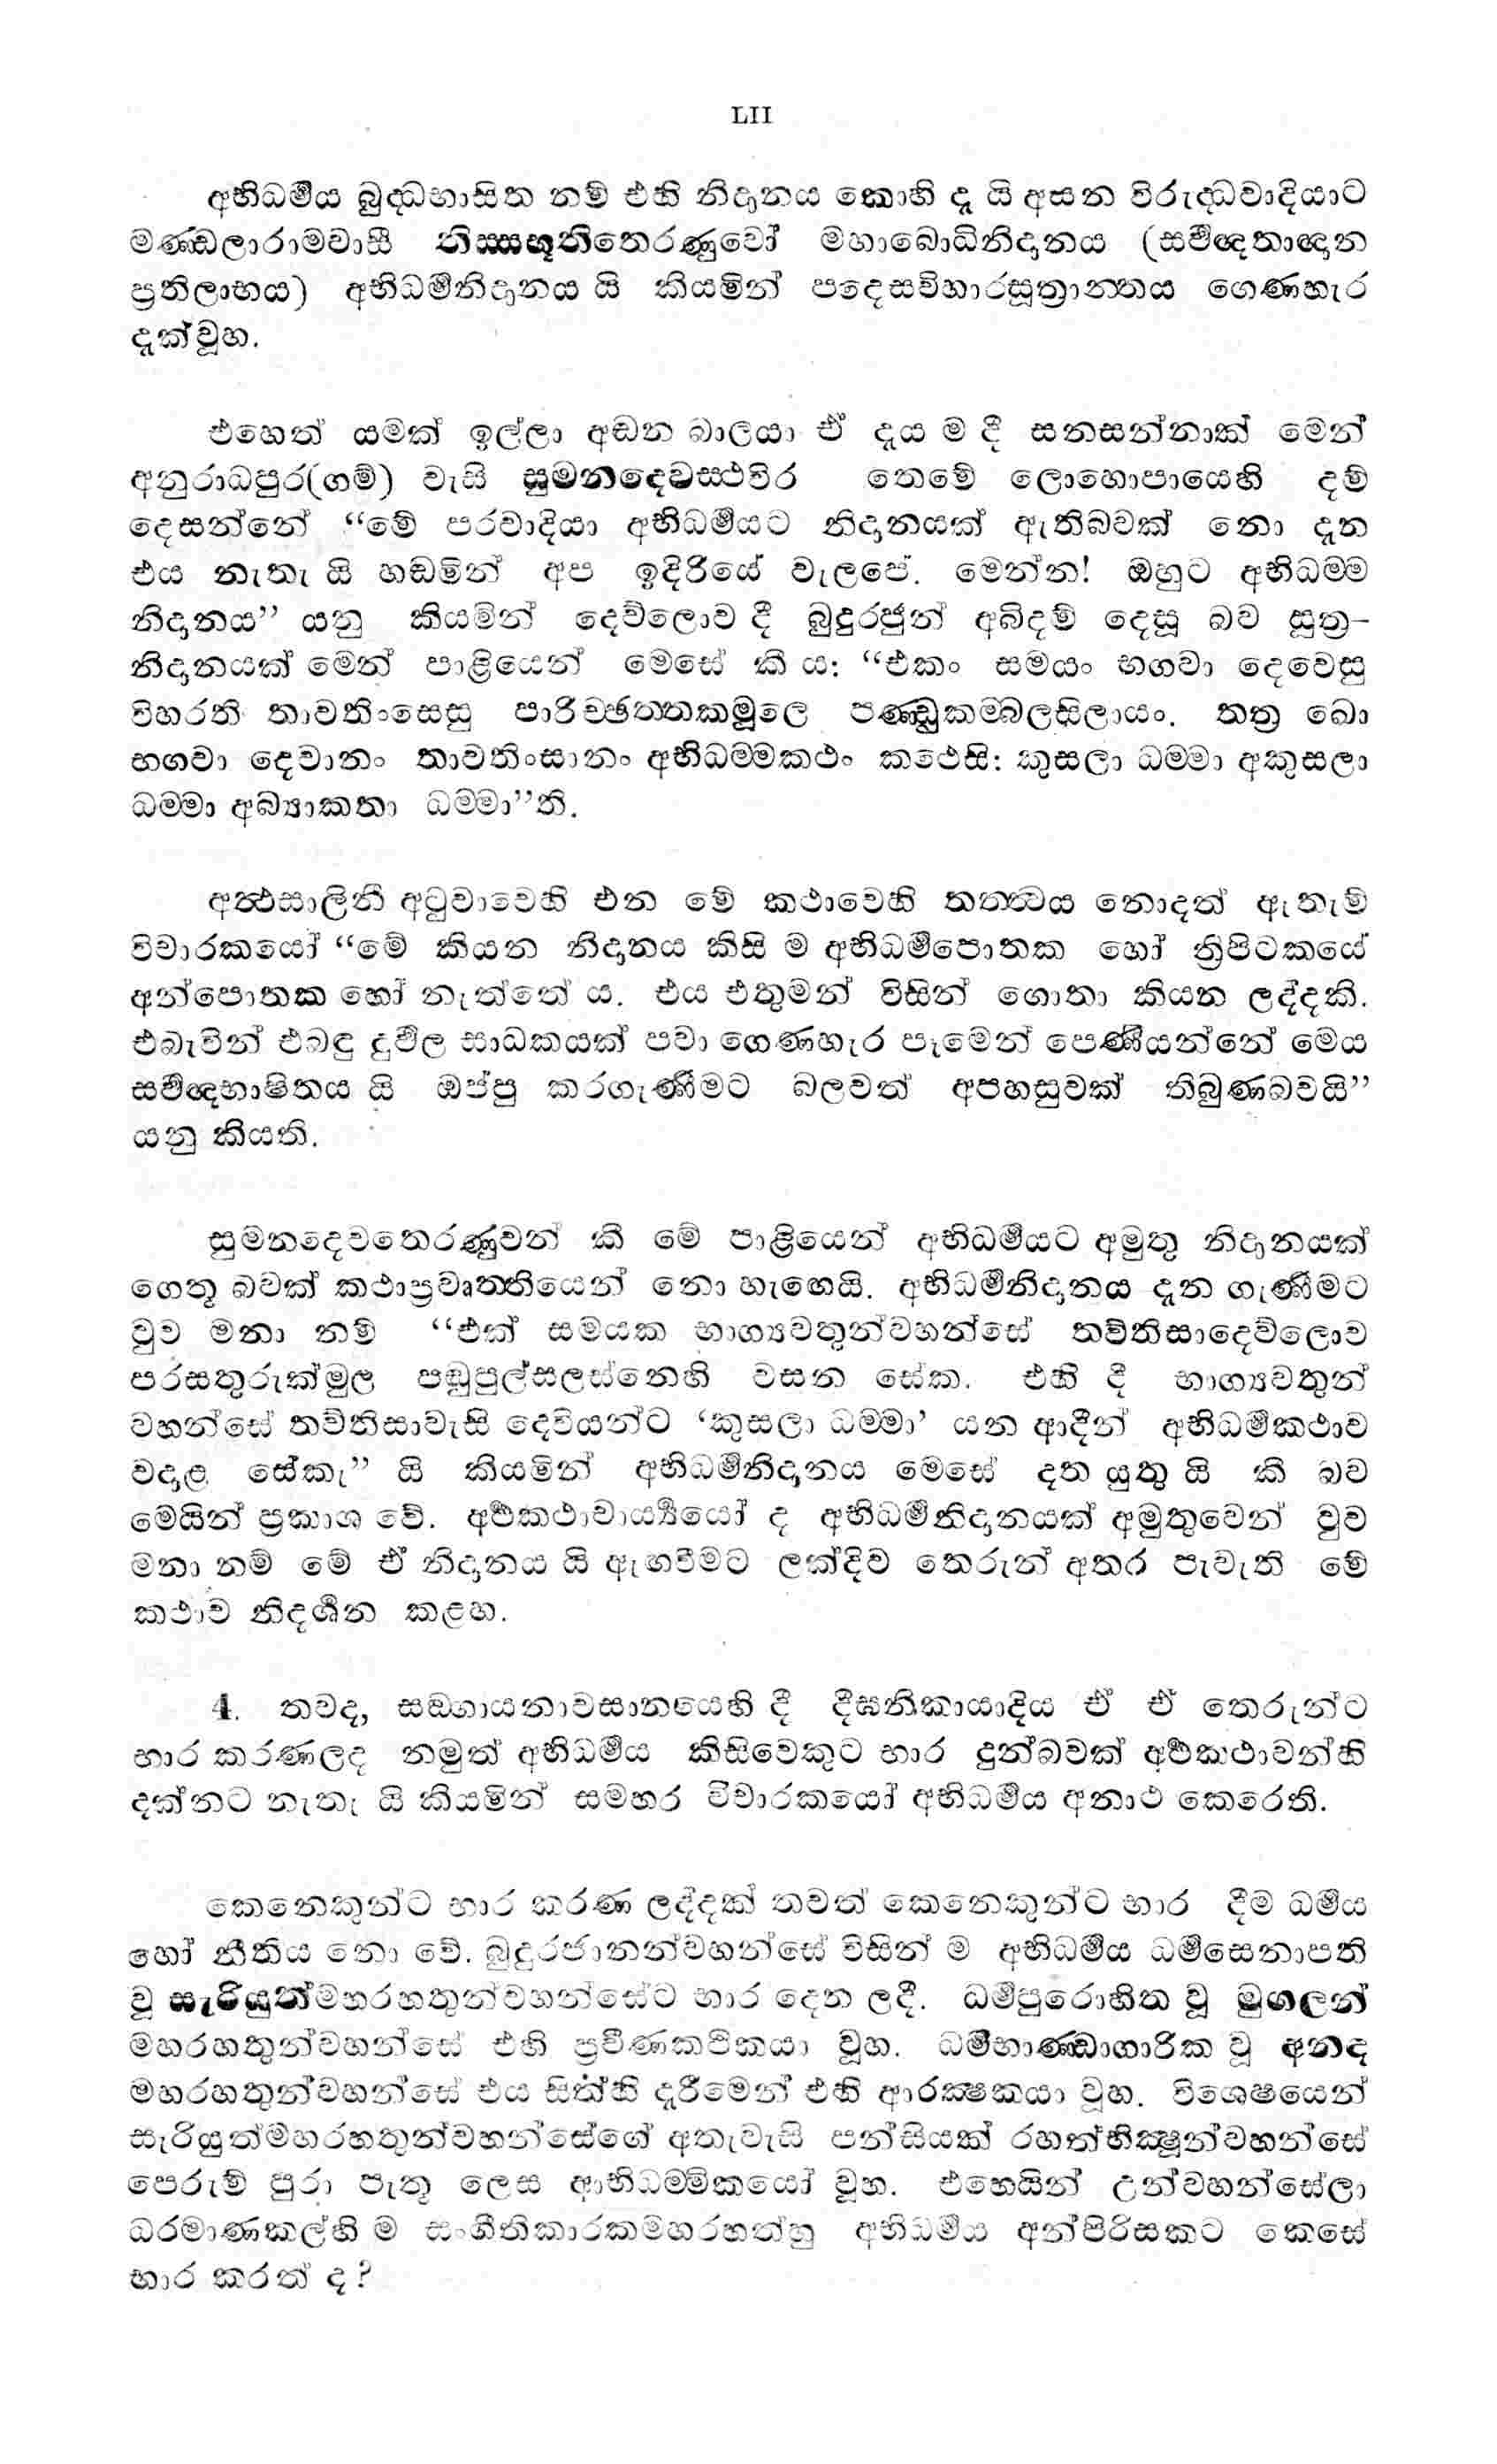 LII
අභිධර්‍මය බුද්‍ධභාසිත නම් එහි නිදානය කොහි දැ යි අසන විරුද්‍ධවාදියාට
මණ්‍ඩලාරාමවාසී තිස්‍සභූතිතෙරණුවෝ මහාබොධිනිදානය (සර්‍වඥතාඥාන
ප්‍රතිලාභය) අභිධර්‍මනිදානය යි කියමින් පදෙසවිහාරසූත්‍රාන්‍තය ගෙණහැර
දැක්වූහ.
එහෙත් යමක් ඉල්ලා අඬන බාලයා ඒ දැය ම දී සනසන්නාක් මෙන්
අනුරාධපුර(ගම්) වැසි සුමනදෙවස්‍ථවිර තෙමේ ලොහොපායෙහි දම්
දෙසන්නේ “මේ පරවාදියා අභිධර්‍මයට නිදානයක් ඇතිබවක් නො දැන
එය නැතැ යි හඬමින් අප ඉදිරියේ වැලපේ. මෙන්න! ඔහුට අභිධම්‍ම
නිදානය” යනු කියමින් දෙව්ලොව දී බුදුරජුන් අබිදම් දෙසූ බව සූත්‍ර-
නිදානයක් මෙන් පාළියෙන් මෙසේ කී ය: “එකං සමයං භගවා දෙවෙසු
විහරති තාවතිංසෙසු පාරිච්ඡත්‍තකමූලෙ පණ්‍ඩුකම්‍බලසිලායං. තත්‍ර ඛො
භගවා දෙවානං තාවතිංසානං අභිධම්‍මකථං කථෙසි: කුසලා ධම්‍මා අකුසලා
ධම්‍මා අබ්‍යාකතා ධම්‍මා”ති.
අත්‍ථසාලිනී අටුවාවෙහි එන මේ කථාවෙහි තත්‍ත්‍වය නොදත් ඇතැම්
විචාරකයෝ “මේ කියන නිදානය කිසි ම අභිධර්‍මපොතක හෝ ත්‍රිපිටකයේ
අන්පොතක හෝ නැත්තේ ය. එය එතුමන් විසින් ගොතා කියන ලද්දකි.
එබැවින් එබඳු දුර්‍වල සාධකයක් පවා ගෙණහැර පෑමෙන් පෙණියන්නේ මෙය
සර්‍වඥභාෂිතය යි ඔප්පු කරගැණීමට බලවත් අපහසුවක් තිබුණබවයි”
යනු කියති.
සුමනදෙවතෙරණුවන් කී මේ පාළියෙන් අභිධර්‍මයට අමුතු නිදානයක්
ගෙතූ බවක් කථාප්‍රවෘත්‍තියෙන් නො හැඟෙයි. අභිධර්‍මනිදානය දැන ගැණීමට
වුව මනා නම් “එක් සමයක භාග්‍යවතුන්වහන්සේ තව්තිසාදෙව්ලොව
පරසතුරුක්මුල පඬුපුල්සලස්නෙහි වසන සේක. එහි දී භාග්‍යවතුන්
වහන්සේ තව්තිසාවැසි දෙවියන්ට ‘කුසලා ධම්‍මා’ යන ආදීන් අභිධර්‍මකථාව
වදාළ සේකැ” යි කියමින් අභිධර්‍මනිදානය මෙසේ දත යුතු යි කී බව
මෙයින් ප්‍රකාශ වේ. අර්‍ථකථාචාර්‍ය්‍යයෝ ද අභිධර්‍මනිදානයක් අමුතුවෙන් වුව
මනා නම් මේ ඒ නිදානය යි ඇඟවීමට ලක්දිව තෙරුන් අතර පැවැති මේ
කථාව නිදර්‍ශන කළහ.
4. තවද, සඞ්‍ගායනාවසානයෙහි දී දීඝනිකායාදිය ඒ ඒ තෙරුන්ට
භාර කරණලද නමුත් අභිධර්‍මය කිසිවෙකුට භාර දුන්බවක් අර්‍ථකථාවන්හි
දක්නට නැතැ යි කියමින් සමහර විචාරකයෝ අභිධර්‍මය අනාථ කෙරෙති.
කෙනෙකුන්ට භාර කරණ ලද්දක් තවත් කෙනෙකුන්ට භාර දීම ධර්‍මය
හෝ නීතිය නො වේ. බුදුරජානන්වහන්සේ විසින් ම අභිධර්‍මය ධර්‍මසෙනාපති
වූ සැරියුත්මහරහතුන්වහන්සේට භාර දෙන ලදී. ධර්‍මපුරොහිත වූ මුගලන්
මහරහතුන්වහන්සේ එහි ප්‍රවීණකථිකයා වූහ. ධර්‍මභාණ්‍ඩාගාරික වූ අනඳ
මහරහතුන්වහන්සේ එය සිත්හි දැරීමෙන් එහි ආරක්‍ෂකයා වූහ. විශෙෂයෙන්
සැරියුත්මහරහතුන්වහන්සේගේ අතැවැසි පන්සියක් රහත්භික්‍ෂූන්වහන්සේ
පෙරුම් පුරා පැතූ ලෙස ආභිධම්‍මිකයෝ වූහ. එහෙයින් උන්වහන්සේලා
ධරමාණකල්හි ම සංගීතිකාරකමහරහත්හු අභිධර්‍මය අන්පිරිසකට කෙසේ
භාර කරත් ද?